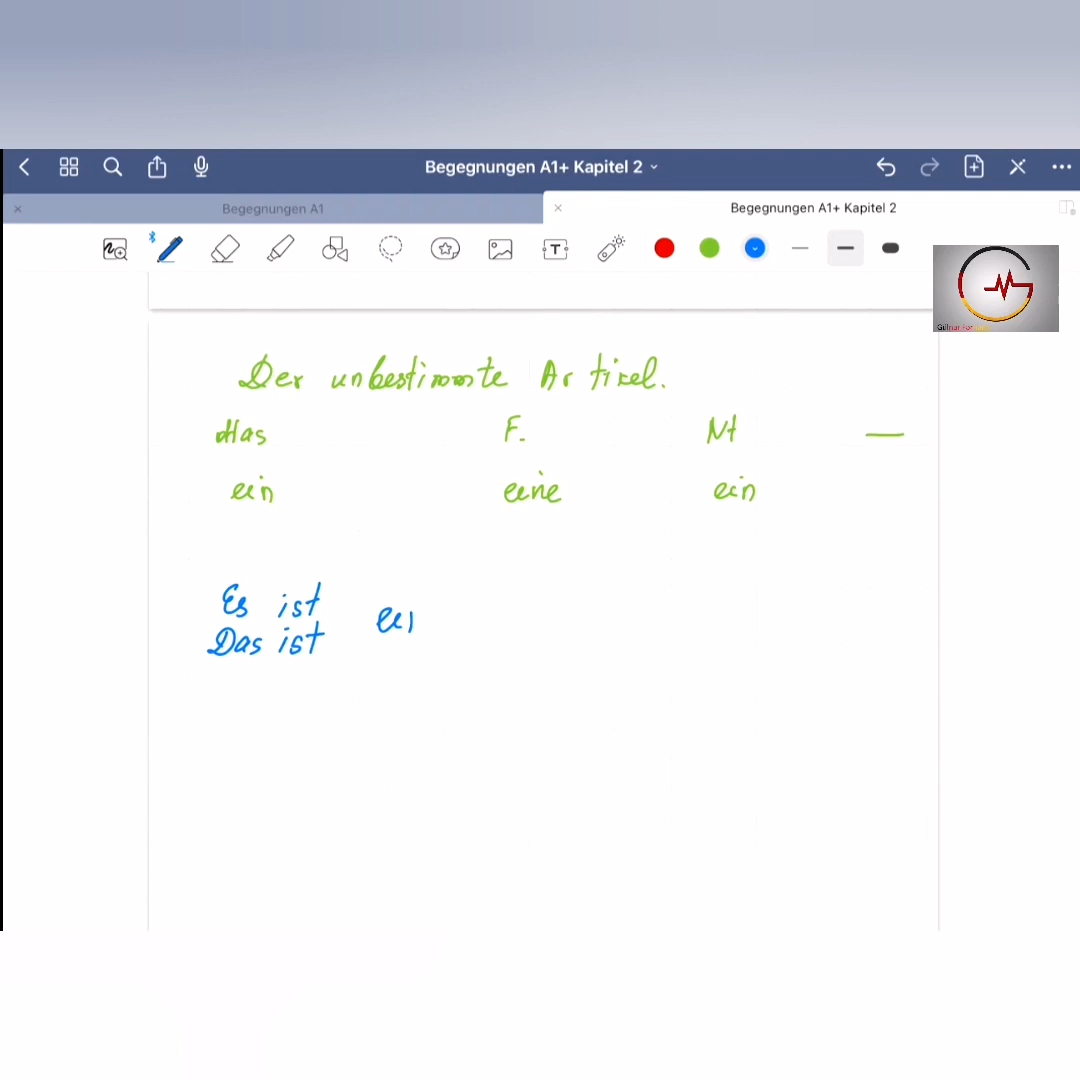 Begegnungen A1+ Kapitel 2
Begegnungen A1
Begegnungen A1+ Kapitel 2
T
Der unbestimmte Artikel.
Mas F. Nt —
ein eine ein
Es ist
Das ist ei